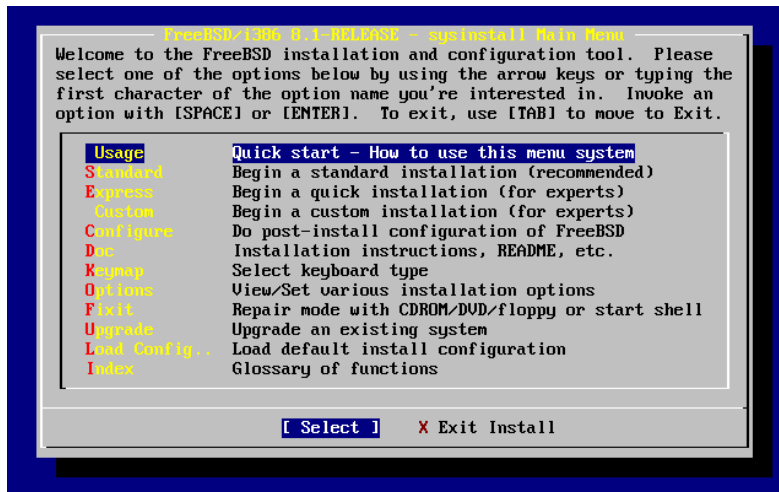 FreeBSD/i386 8.1-RELEASE - sysinstall Main Menu
Welcome to the FreeBSD installation and configuration tool.  Please
select one of the options below by using the arrow keys or typing the
first character of the option name you're interested in.  Invoke an
option with [SPACE] or [ENTER].  To exit, use [TAB] to move to Exit.
Usage Quick start - How to use this menu system
Standard Begin a standard installation (recommended)
Express Begin a quick installation (for experts)
Custom Begin a custom installation (for experts)
Configure Do post-install configuration of FreeBSD
Doc Installation instructions, README, etc.
Keymap Select keyboard type
Options View/Set various installation options
Fixit Repair mode with CDROM/DVD/floppy or start shell
Upgrade Upgrade an existing system
Load Config.. Load default install configuration
Index Glossary of functions
[ Select ] X Exit Install